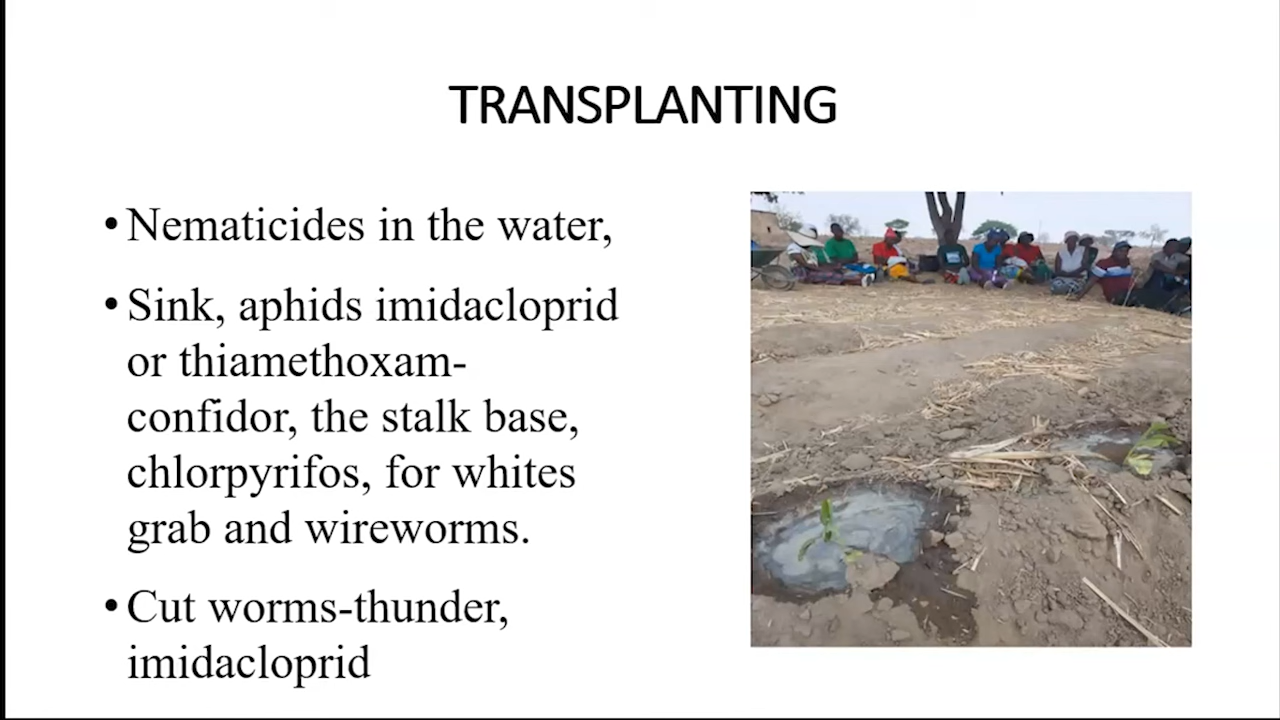 TRANSPLANTING
• Nematicides in the water,
• Sink, aphids imidacloprid
or thiamethoxam-
confidor, the stalk base,
chlorpyrifos, for whites
grab and wireworms.
• Cut worms-thunder,
imidacloprid